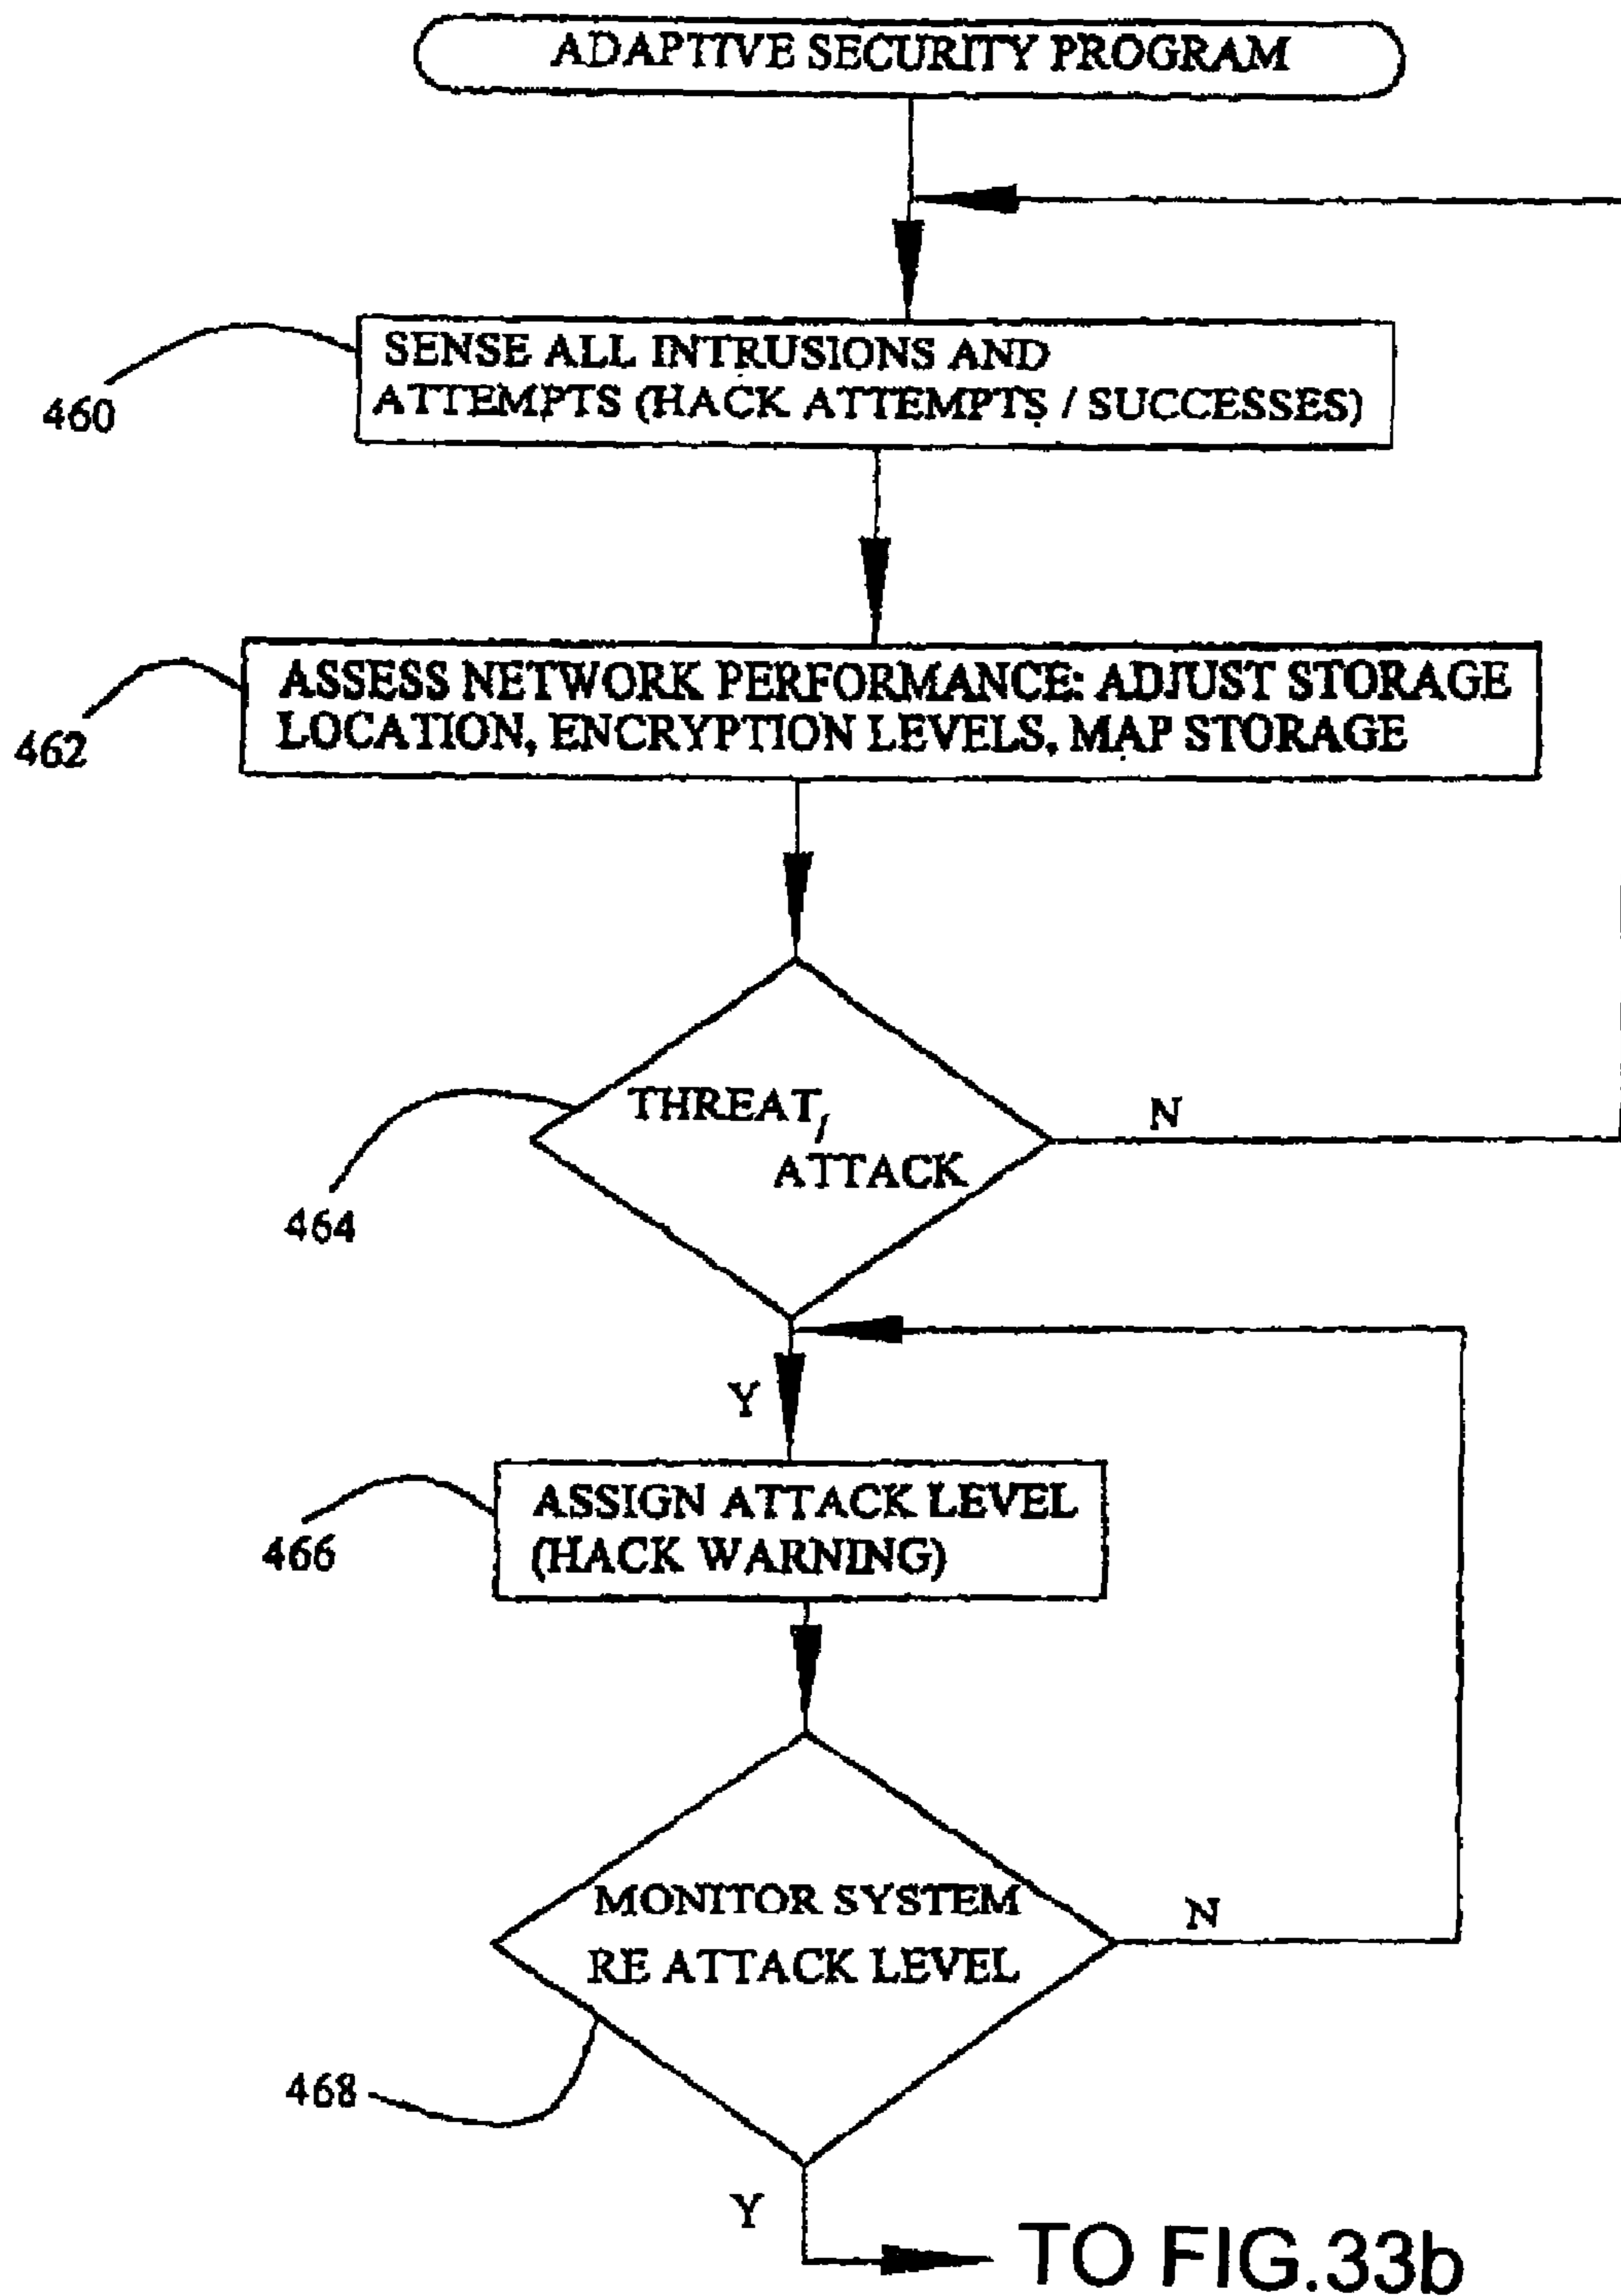 ADAPTIVE SECURITY PROGRAM
SENSE ALL INTRUSIONS AND
ATTEMPTS (HACK ATTEMPTS / SUCCESSES)
460
ASSESS NETWORK PERFORMANCE: ADJUST STORAGE
LOCATION, ENCRYPTION LEVELS, MAP STORAGE
462
THREAT/
ATTACK
N
464
Y
ASSIGN ATTACK LEVEL
(HACK WARNING)
466
MONITOR SYSTEM
RE ATTACK LEVEL
N
468
Y
TO FIG.33b